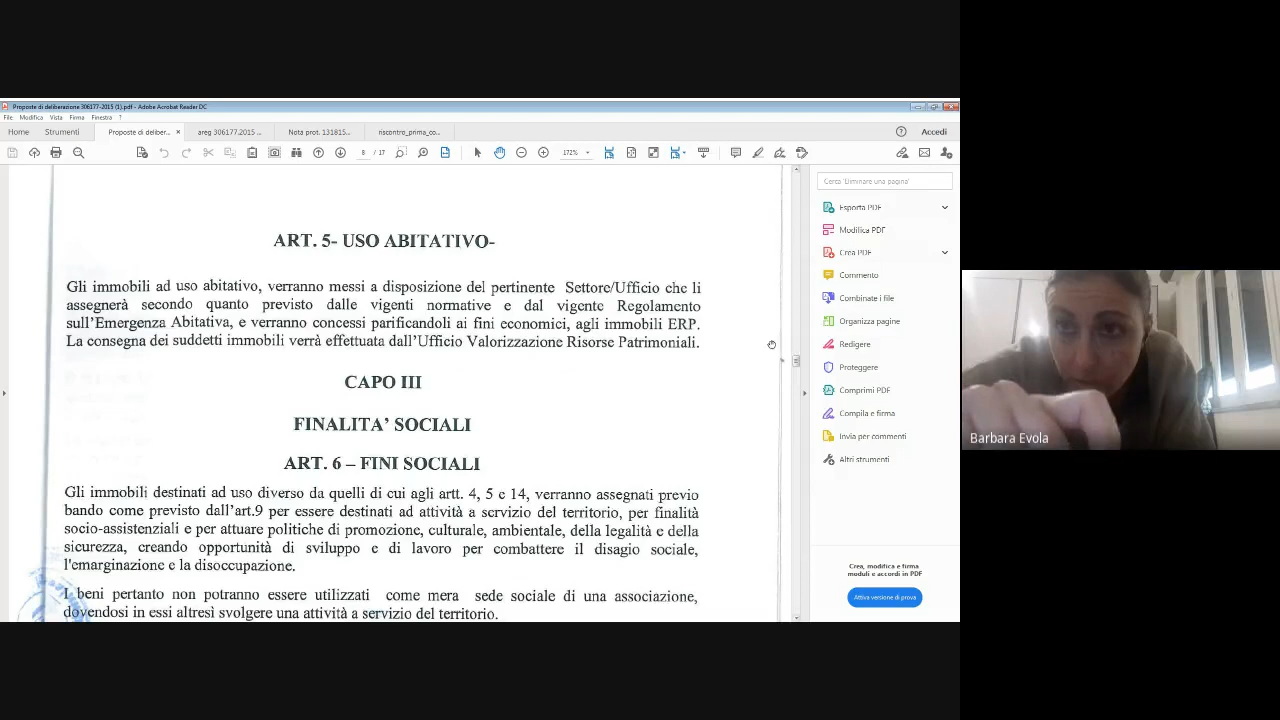 Proposte di deliberazione 306177-2015 (1).pdf - Adobe Acrobat Reader DC
File Modifica Vista Firma Finestra ?
Home Strumenti Proposte di deliber... × areg 306177.2015 ... Nota prot. 131815... riscontro_prima_co... Accedi
8 / 17 172%
ART. 5- USO ABITATIVO-
Gli immobili ad uso abitativo, verranno messi a disposizione del pertinente Settore/Ufficio che li
assegnerà secondo quanto previsto dalle vigenti normative e dal vigente Regolamento
sull'Emergenza Abitativa, e verranno concessi parificandoli ai fini economici, agli immobili ERP.
La consegna dei suddetti immobili verrà effettuata dall'Ufficio Valorizzazione Risorse Patrimoniali.
CAPO III
FINALITA' SOCIALI
ART. 6 – FINI SOCIALI
Gli immobili destinati ad uso diverso da quelli di cui agli artt. 4, 5 e 14, verranno assegnati previo
bando come previsto dall'art.9 per essere destinati ad attività a servizio del territorio, per finalità
socio-assistenziali e per attuare politiche di promozione, culturale, ambientale, della legalità e della
sicurezza, creando opportunità di sviluppo e di lavoro per combattere il disagio sociale,
l'emarginazione e la disoccupazione.
I beni pertanto non potranno essere utilizzati come mera sede sociale di una associazione,
dovendosi in essi altresì svolgere una attività a servizio del territorio.
Cerca 'Eliminare una pagina'
Esporta PDF
Modifica PDF
Crea PDF
Commento
Combinate i file
Organizza pagine
Redigere
Proteggere
Comprimi PDF
Compila e firma
Invia per commenti
Altri strumenti
Crea, modifica e firma
moduli e accordi in PDF
Attiva versione di prova
Barbara Evola